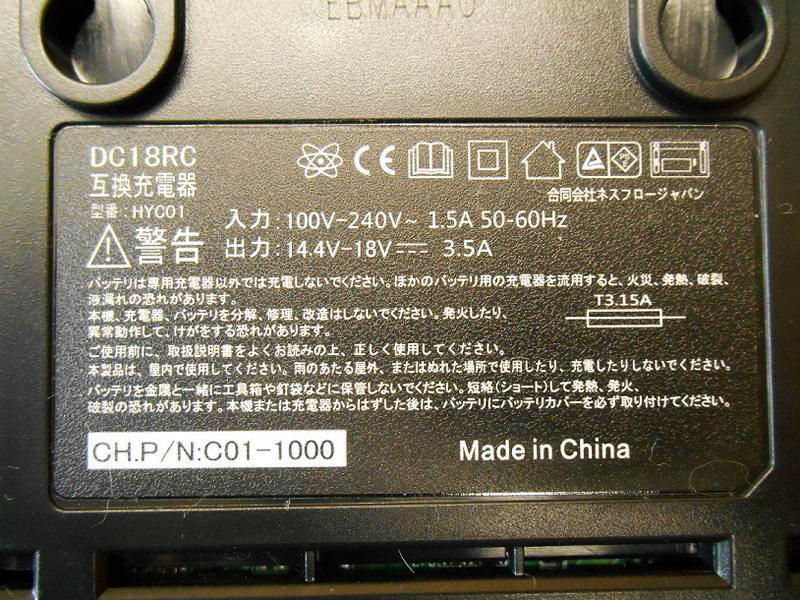 EBMAAA0
DC18RC
互換充電器
型番:HYC01
CE
PS
E
合同会社ネスフロージャパン
入力:100V-240V~ 1.5A 50-60Hz
警告
出力:14.4V-18V⎓ 3.5A
バッテリは専用充電器以外では充電しないでください。ほかのバッテリ用の充電器を流用すると、火災、発熱、破裂、
液漏れの恐れがあります。
T3.15A
本機、充電器、バッテリを分解、修理、改造はしないでください。発火したり、
異常動作して、けがをする恐れがあります。
ご使用前に、取扱説明書をよくお読みの上、正しく使用してください。
本製品は、屋内で使用してください。雨のあたる屋外、またはぬれた場所で使用したり、充電したりしないでください。
バッテリを金属と一緒に工具箱や釘袋などに保管しないでください。短絡(ショート)して発熱、発火、
破裂の恐れがあります。本機または充電器からはずした後は、バッテリにバッテリカバーを必ず取り付けてください。
CH.P/N:C01-1000
Made in China